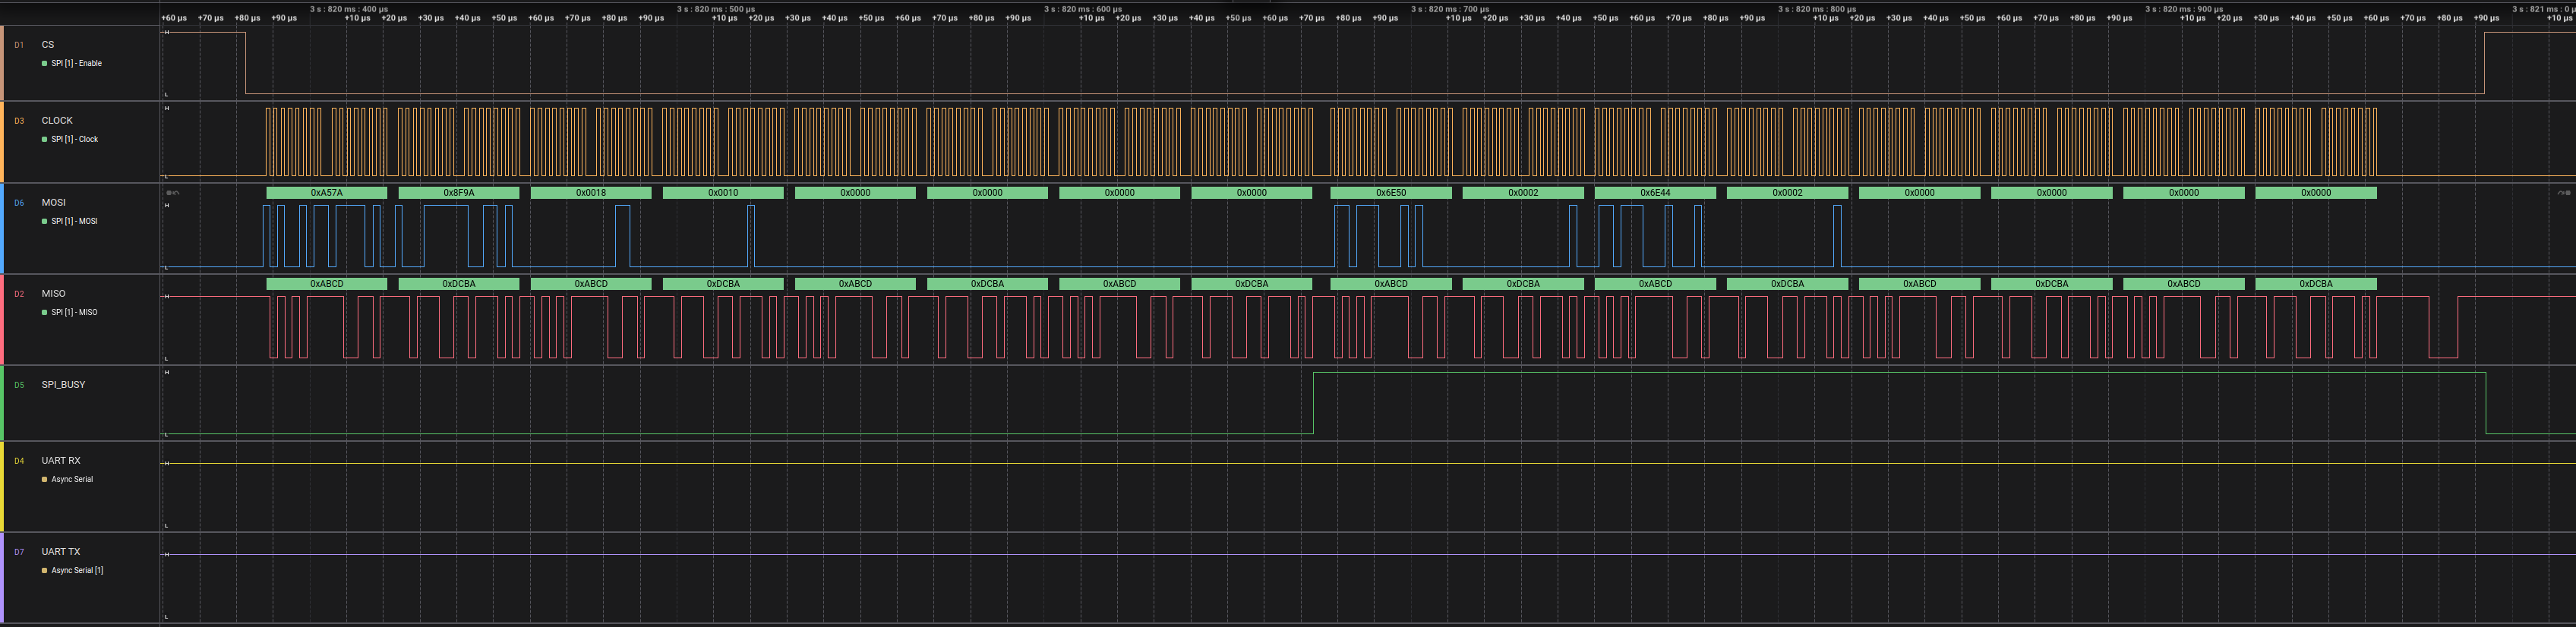 3 s : 820 ms : 400 µs 3 s : 820 ms : 500 µs 3 s : 820 ms : 600 µs 3 s : 820 ms : 700 µs 3 s : 820 ms : 800 µs 3 s : 820 ms : 900 µs 3 s : 821 ms : 0 µ
+60 µs +70 µs +80 µs +90 µs +10 µs +20 µs +30 µs +40 µs +50 µs +60 µs +70 µs +80 µs +90 µs +10 µs +20 µs +30 µs +40 µs +50 µs +60 µs +70 µs +80 µs +90 µs +10 µs +20 µs +30 µs +40 µs +50 µs +60 µs +70 µs +80 µs +90 µs +10 µs +20 µs +30 µs +40 µs +50 µs +60 µs +70 µs +80 µs +90 µs +10 µs +20 µs +30 µs +40 µs +50 µs +60 µs +70 µs +80 µs +90 µs +10 µs +20 µs +30 µs +40 µs +50 µs +60 µs +70 µs +80 µs +90 µs +10 µs
H
D1 CS
SPI [1] - Enable
L
H
D3 CLOCK
SPI [1] - Clock
L
0xA57A 0x8F9A 0x0018 0x0010 0x0000 0x0000 0x0000 0x0000 0x6E50 0x0002 0x6E44 0x0002 0x0000 0x0000 0x0000 0x0000
D6 MOSI H
SPI [1] - MOSI
L
0xABCD 0xDCBA 0xABCD 0xDCBA 0xABCD 0xDCBA 0xABCD 0xDCBA 0xABCD 0xDCBA 0xABCD 0xDCBA 0xABCD 0xDCBA 0xABCD 0xDCBA
D2 MISO H
SPI [1] - MISO
L
H
D5 SPI_BUSY
L
D4 UART RX H
Async Serial
L
D7 UART TX H
Async Serial [1]
L